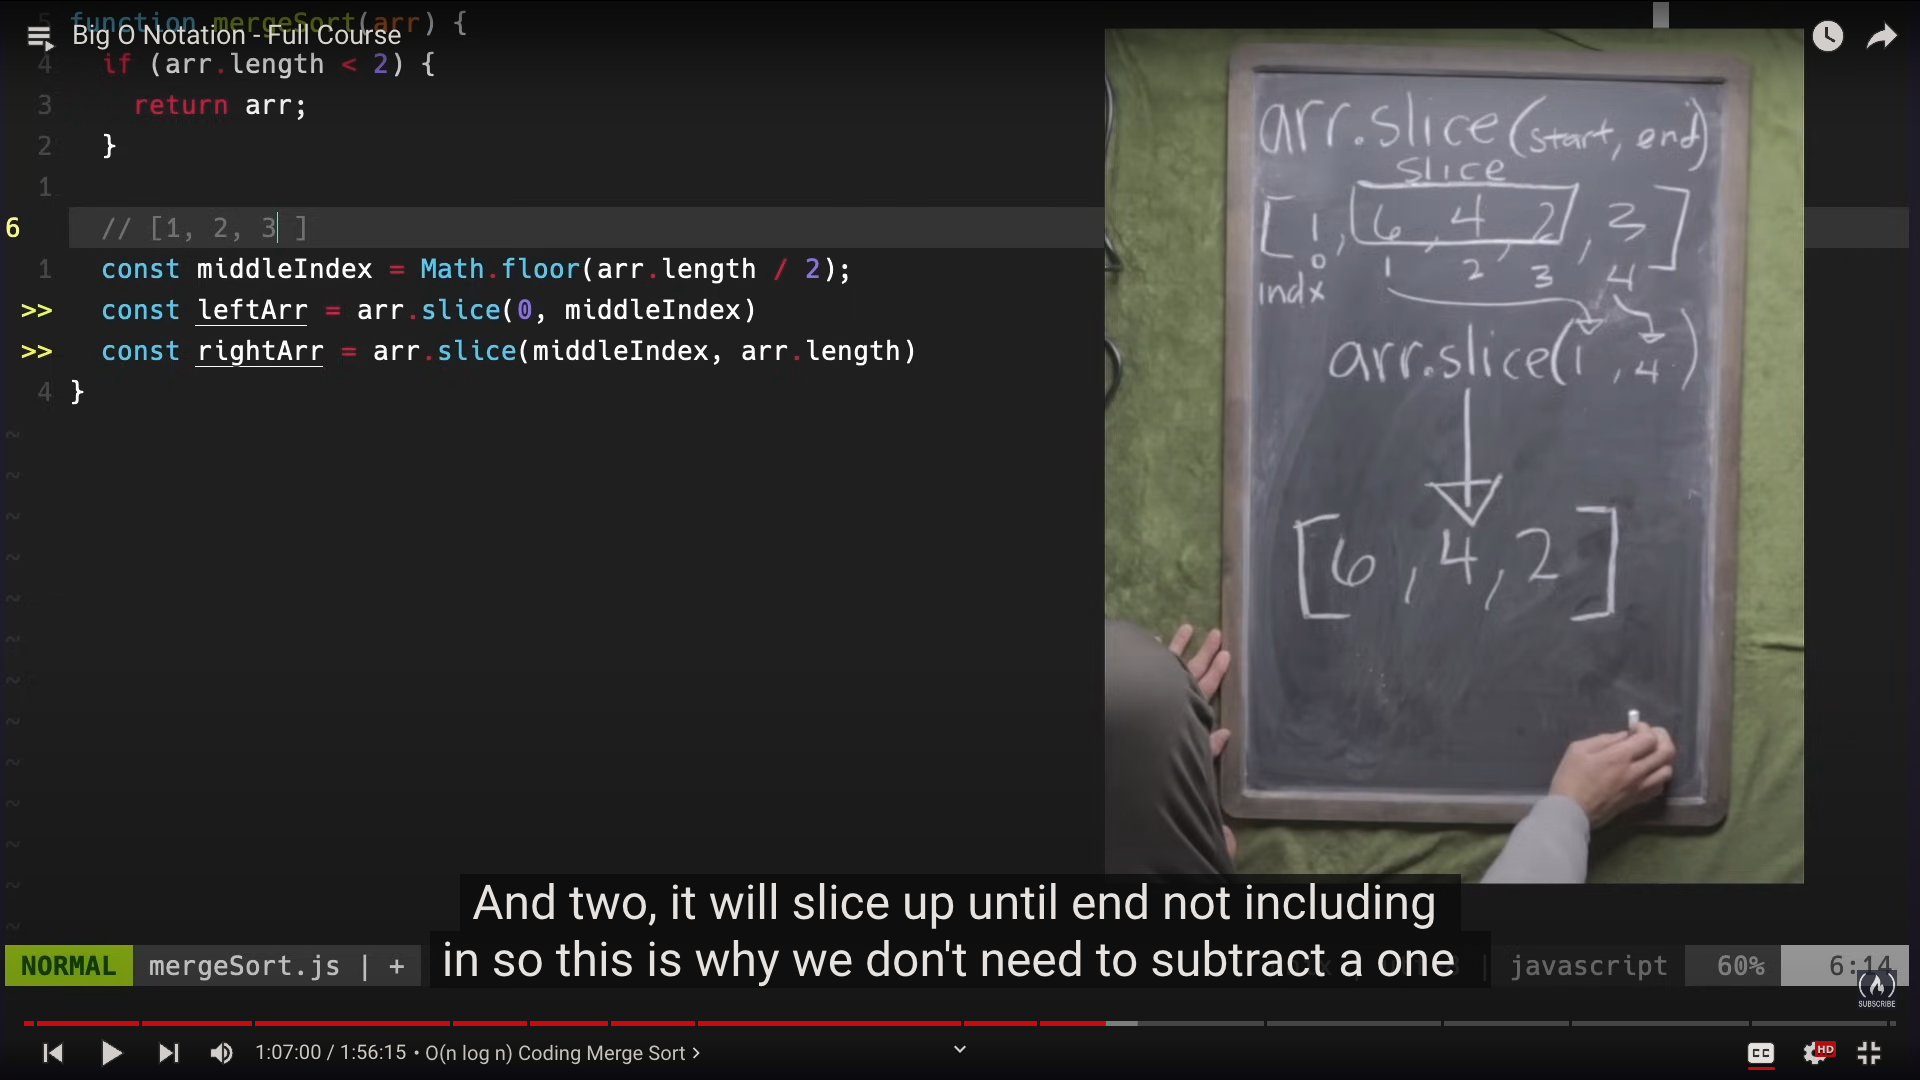 Big O Notation - Full Course
5 function mergeSort(arr) {
4 if (arr.length < 2) {
3 return arr;
2 }
1
6 // [1, 2, 3 ]
1 const middleIndex = Math.floor(arr.length / 2);
>> const leftArr = arr.slice(0, middleIndex)
>> const rightArr = arr.slice(middleIndex, arr.length)
4 }
~
~
~
~
~
~
~
~
~
~
~
~
~
arr.slice(start, end)
slice
[1, 6, 4, 2, 3]
0 1 2 3 4
indx
arr.slice(1, 4)
[6, 4, 2]
And two, it will slice up until end not including
in so this is why we don't need to subtract a one
NORMAL mergeSort.js | + | javascript 60% 6:14
SUBSCRIBE
1:07:00 / 1:56:15 • O(n log n) Coding Merge Sort >
CC HD